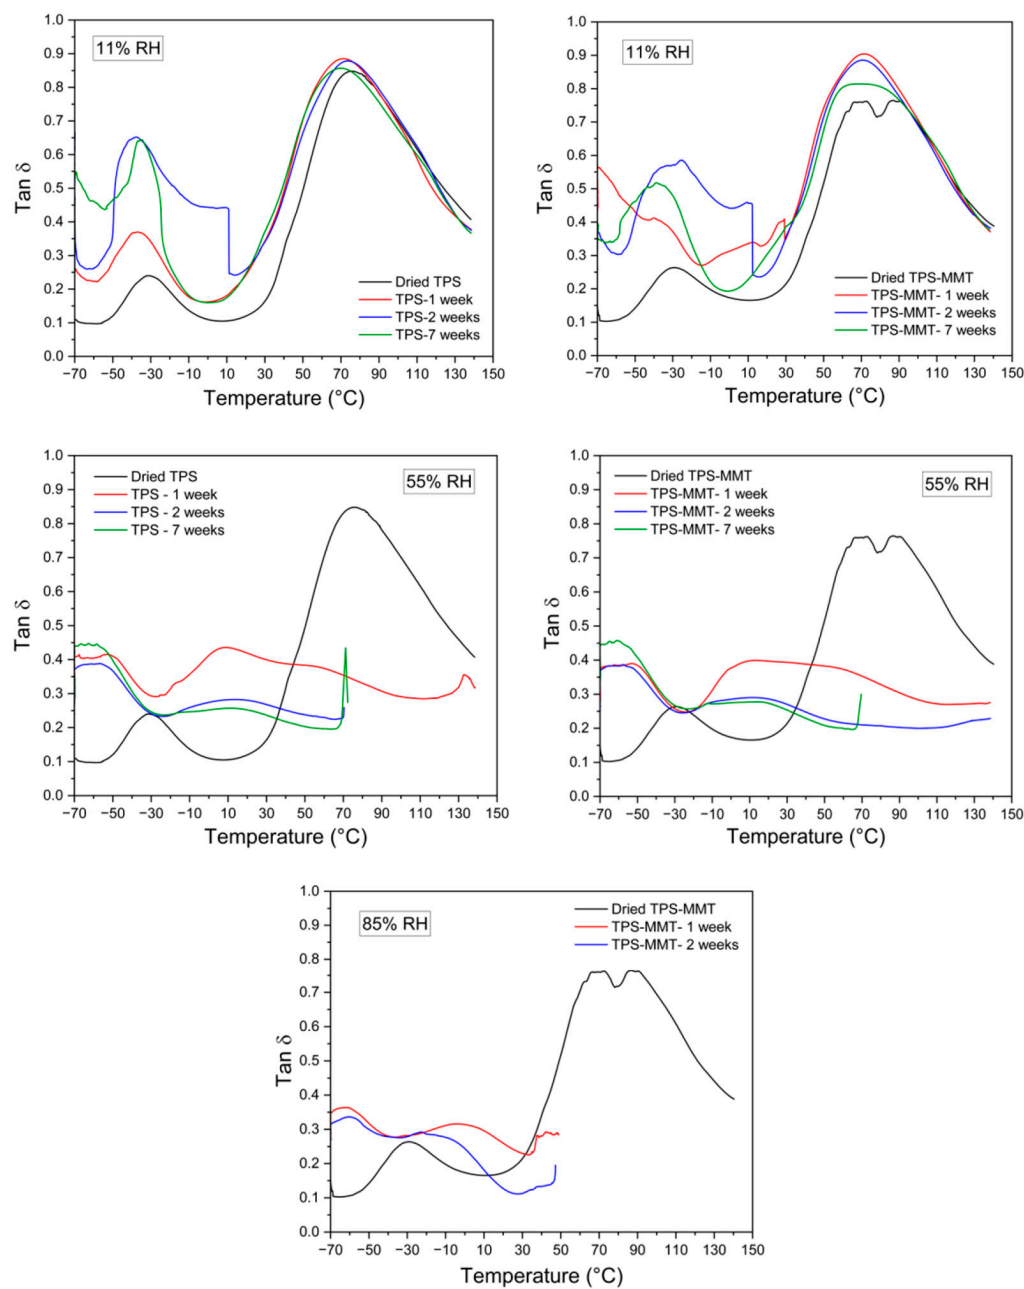 11% RH
Tan δ
1.0
0.9
0.8
0.7
0.6
0.5
0.4
0.3
0.2
0.1
0.0
Dried TPS
TPS-1 week
TPS-2 weeks
TPS-7 weeks
−70 −50 −30 −10 10 30 50 70 90 110 130 150
Temperature (°C)
11% RH
Tan δ
1.0
0.9
0.8
0.7
0.6
0.5
0.4
0.3
0.2
0.1
0.0
Dried TPS-MMT
TPS-MMT- 1 week
TPS-MMT- 2 weeks
TPS-MMT- 7 weeks
−70 −50 −30 −10 10 30 50 70 90 110 130 150
Temperature (°C)
55% RH
Tan δ
1.0
0.9
0.8
0.7
0.6
0.5
0.4
0.3
0.2
0.1
0.0
Dried TPS
TPS - 1 week
TPS - 2 weeks
TPS - 7 weeks
−70 −50 −30 −10 10 30 50 70 90 110 130 150
Temperature (°C)
55% RH
Tan δ
1.0
0.9
0.8
0.7
0.6
0.5
0.4
0.3
0.2
0.1
0.0
Dried TPS-MMT
TPS-MMT- 1 week
TPS-MMT- 2 weeks
TPS-MMT- 7 weeks
−70 −50 −30 −10 10 30 50 70 90 110 130 150
Temperature (°C)
85% RH
Tan δ
1.0
0.9
0.8
0.7
0.6
0.5
0.4
0.3
0.2
0.1
0.0
Dried TPS-MMT
TPS-MMT- 1 week
TPS-MMT- 2 weeks
−70 −50 −30 −10 10 30 50 70 90 110 130 150
Temperature (°C)